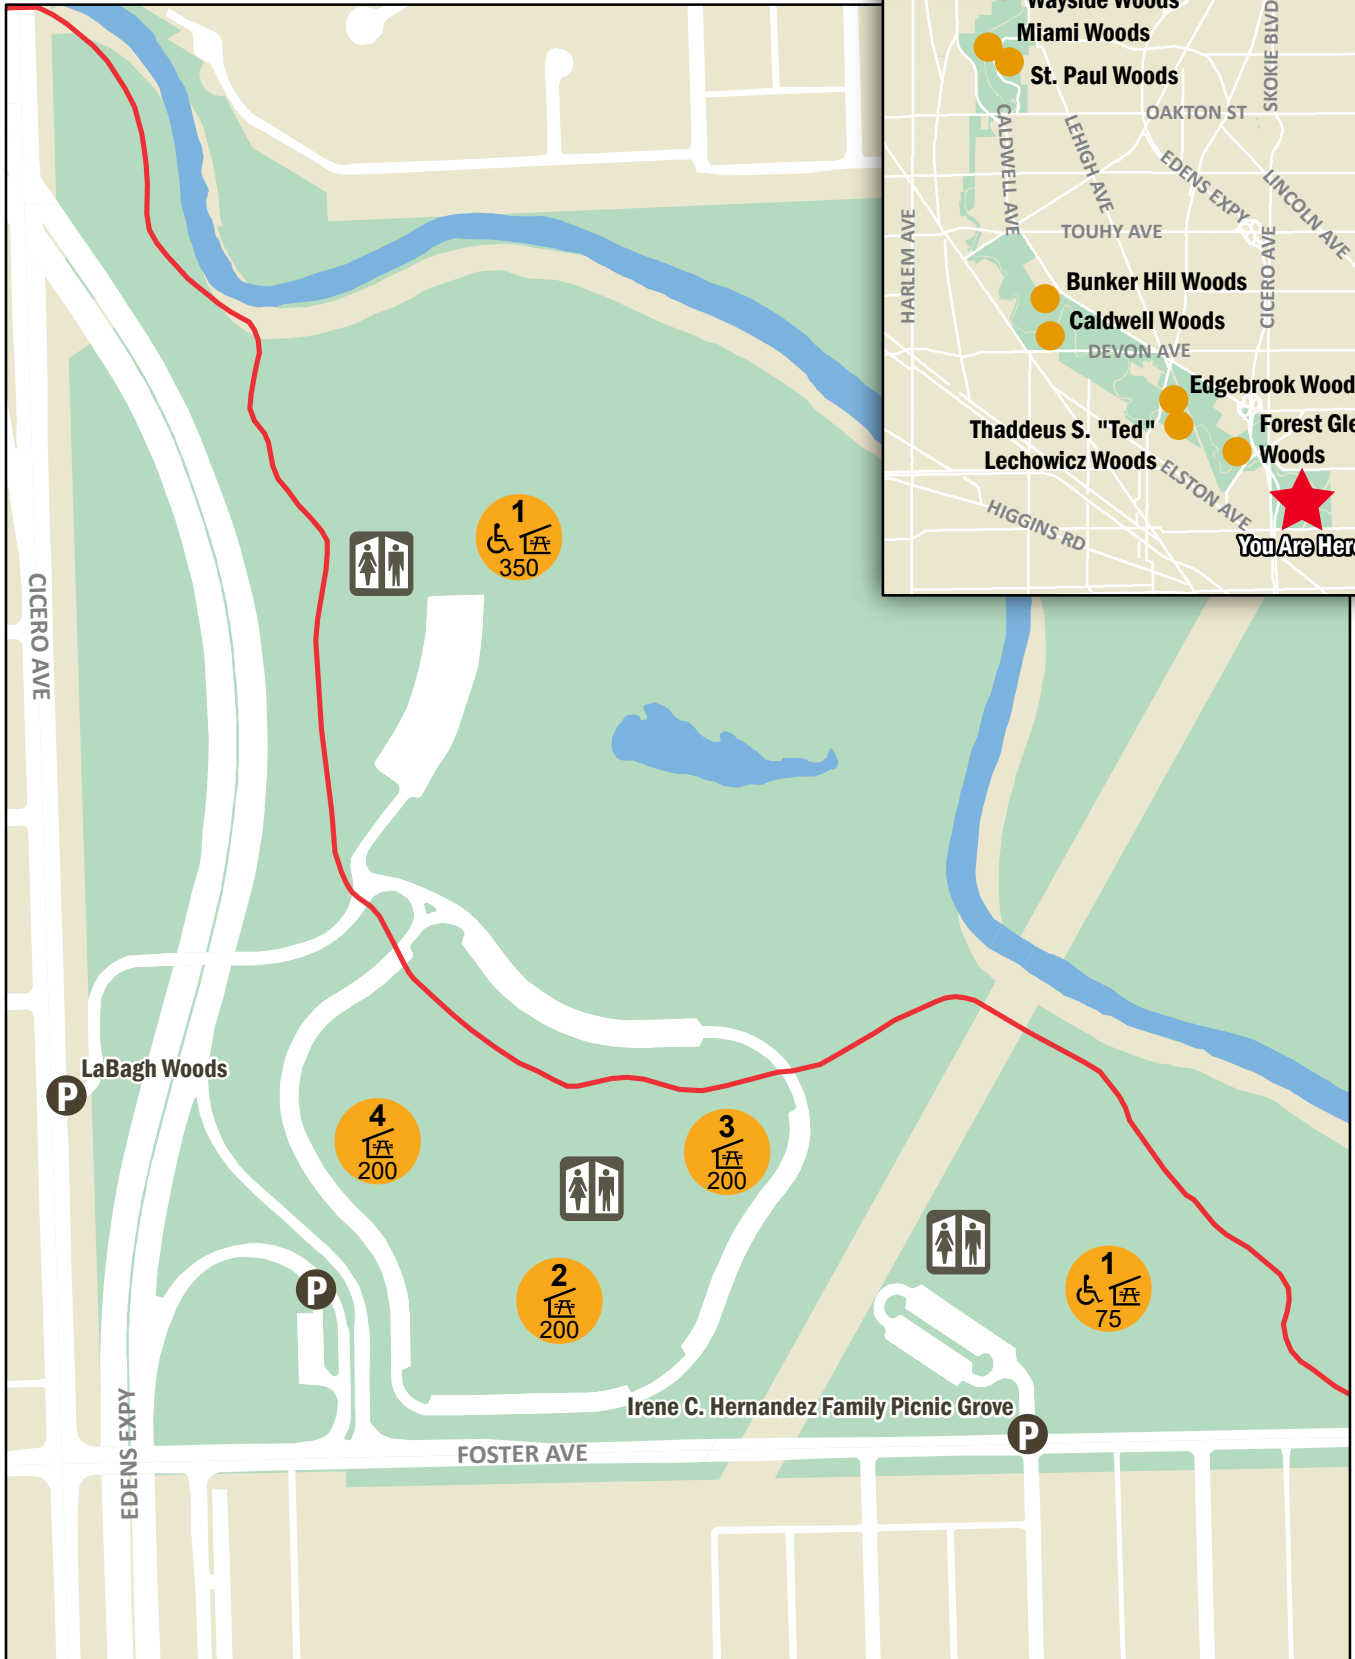 Wayside Woods
Miami Woods
St. Paul Woods
SKOKIE BLVD
OAKTON ST
CALDWELL AVE
LEHIGH AVE
EDENS EXPY
LINCOLN AVE
HARLEM AVE
TOUHY AVE
CICERO AVE
Bunker Hill Woods
Caldwell Woods
DEVON AVE
Edgebrook Wood
Thaddeus S. "Ted"
Lechowicz Woods
Forest Gle
Woods
ELSTON AVE
HIGGINS RD
You Are Here
1
350
CICERO AVE
LaBagh Woods
P
4
200
3
200
2
200
1
75
P
Irene C. Hernandez Family Picnic Grove
P
FOSTER AVE
EDENS EXPY